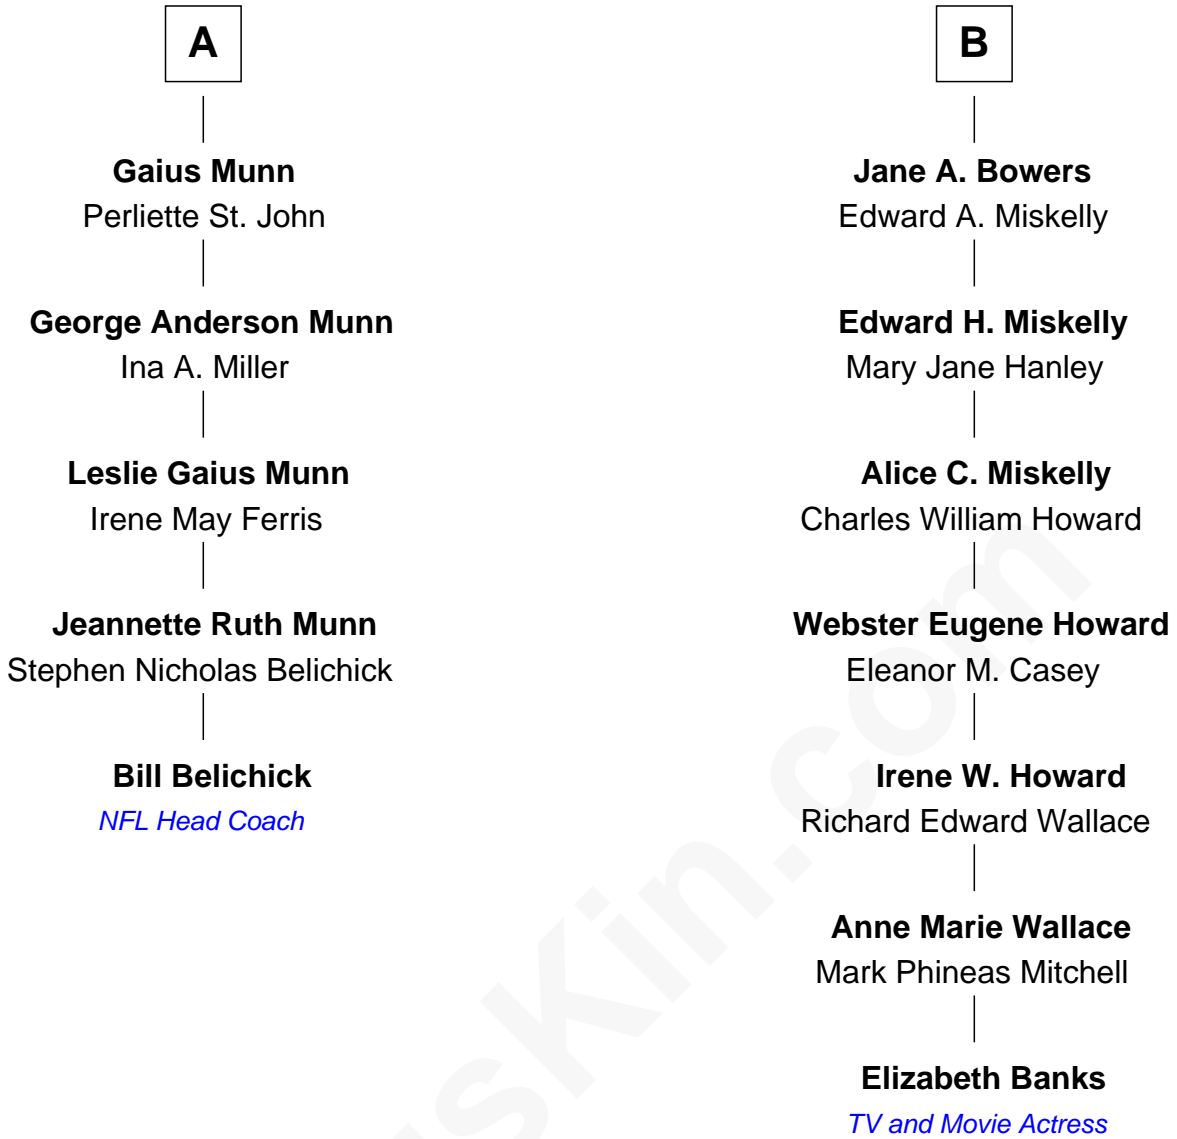 A
Gaius Munn
Perliette St. John
George Anderson Munn
Ina A. Miller
Leslie Gaius Munn
Irene May Ferris
Jeannette Ruth Munn
Stephen Nicholas Belichick
Bill Belichick
NFL Head Coach
B
Jane A. Bowers
Edward A. Miskelly
Edward H. Miskelly
Mary Jane Hanley
Alice C. Miskelly
Charles William Howard
Webster Eugene Howard
Eleanor M. Casey
Irene W. Howard
Richard Edward Wallace
Anne Marie Wallace
Mark Phineas Mitchell
Elizabeth Banks
TV and Movie Actress